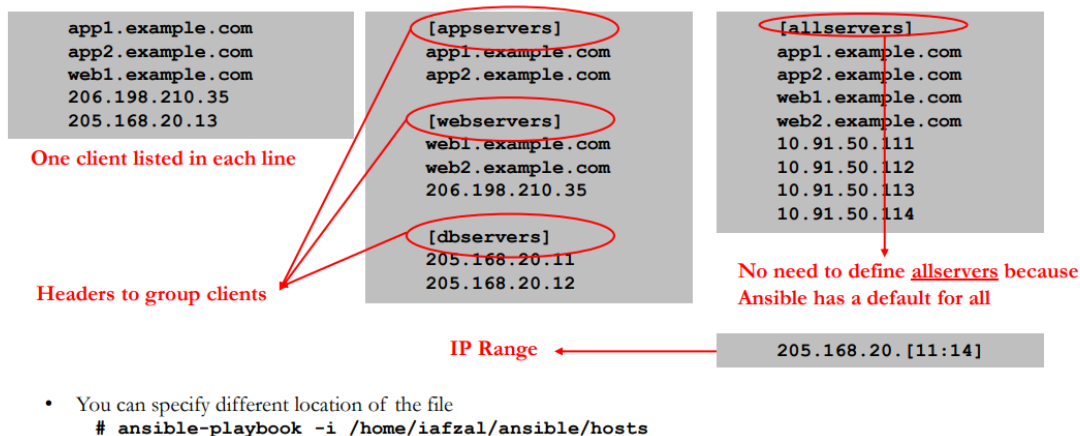 app1.example.com
app2.example.com
web1.example.com
206.198.210.35
205.168.20.13
One client listed in each line
Headers to group clients
[appservers]
app1.example.com
app2.example.com
[webservers]
web1.example.com
web2.example.com
206.198.210.35
[dbservers]
205.168.20.11
205.168.20.12
[allservers]
app1.example.com
app2.example.com
web1.example.com
web2.example.com
10.91.50.111
10.91.50.112
10.91.50.113
10.91.50.114
No need to define allservers because
Ansible has a default for all
IP Range
205.168.20.[11:14]
• You can specify different location of the file
# ansible-playbook -i /home/iafzal/ansible/hosts